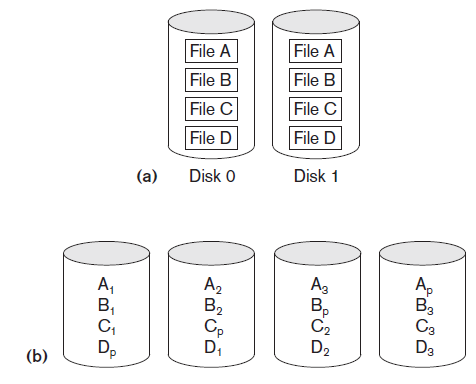 File A File A
File B File B
File C File C
File D File D
(a) Disk 0 Disk 1
A₁ A₂ A₃ Aₚ
B₁ B₂ Bₚ B₃
C₁ Cₚ C₂ C₃
(b) Dₚ D₁ D₂ D₃